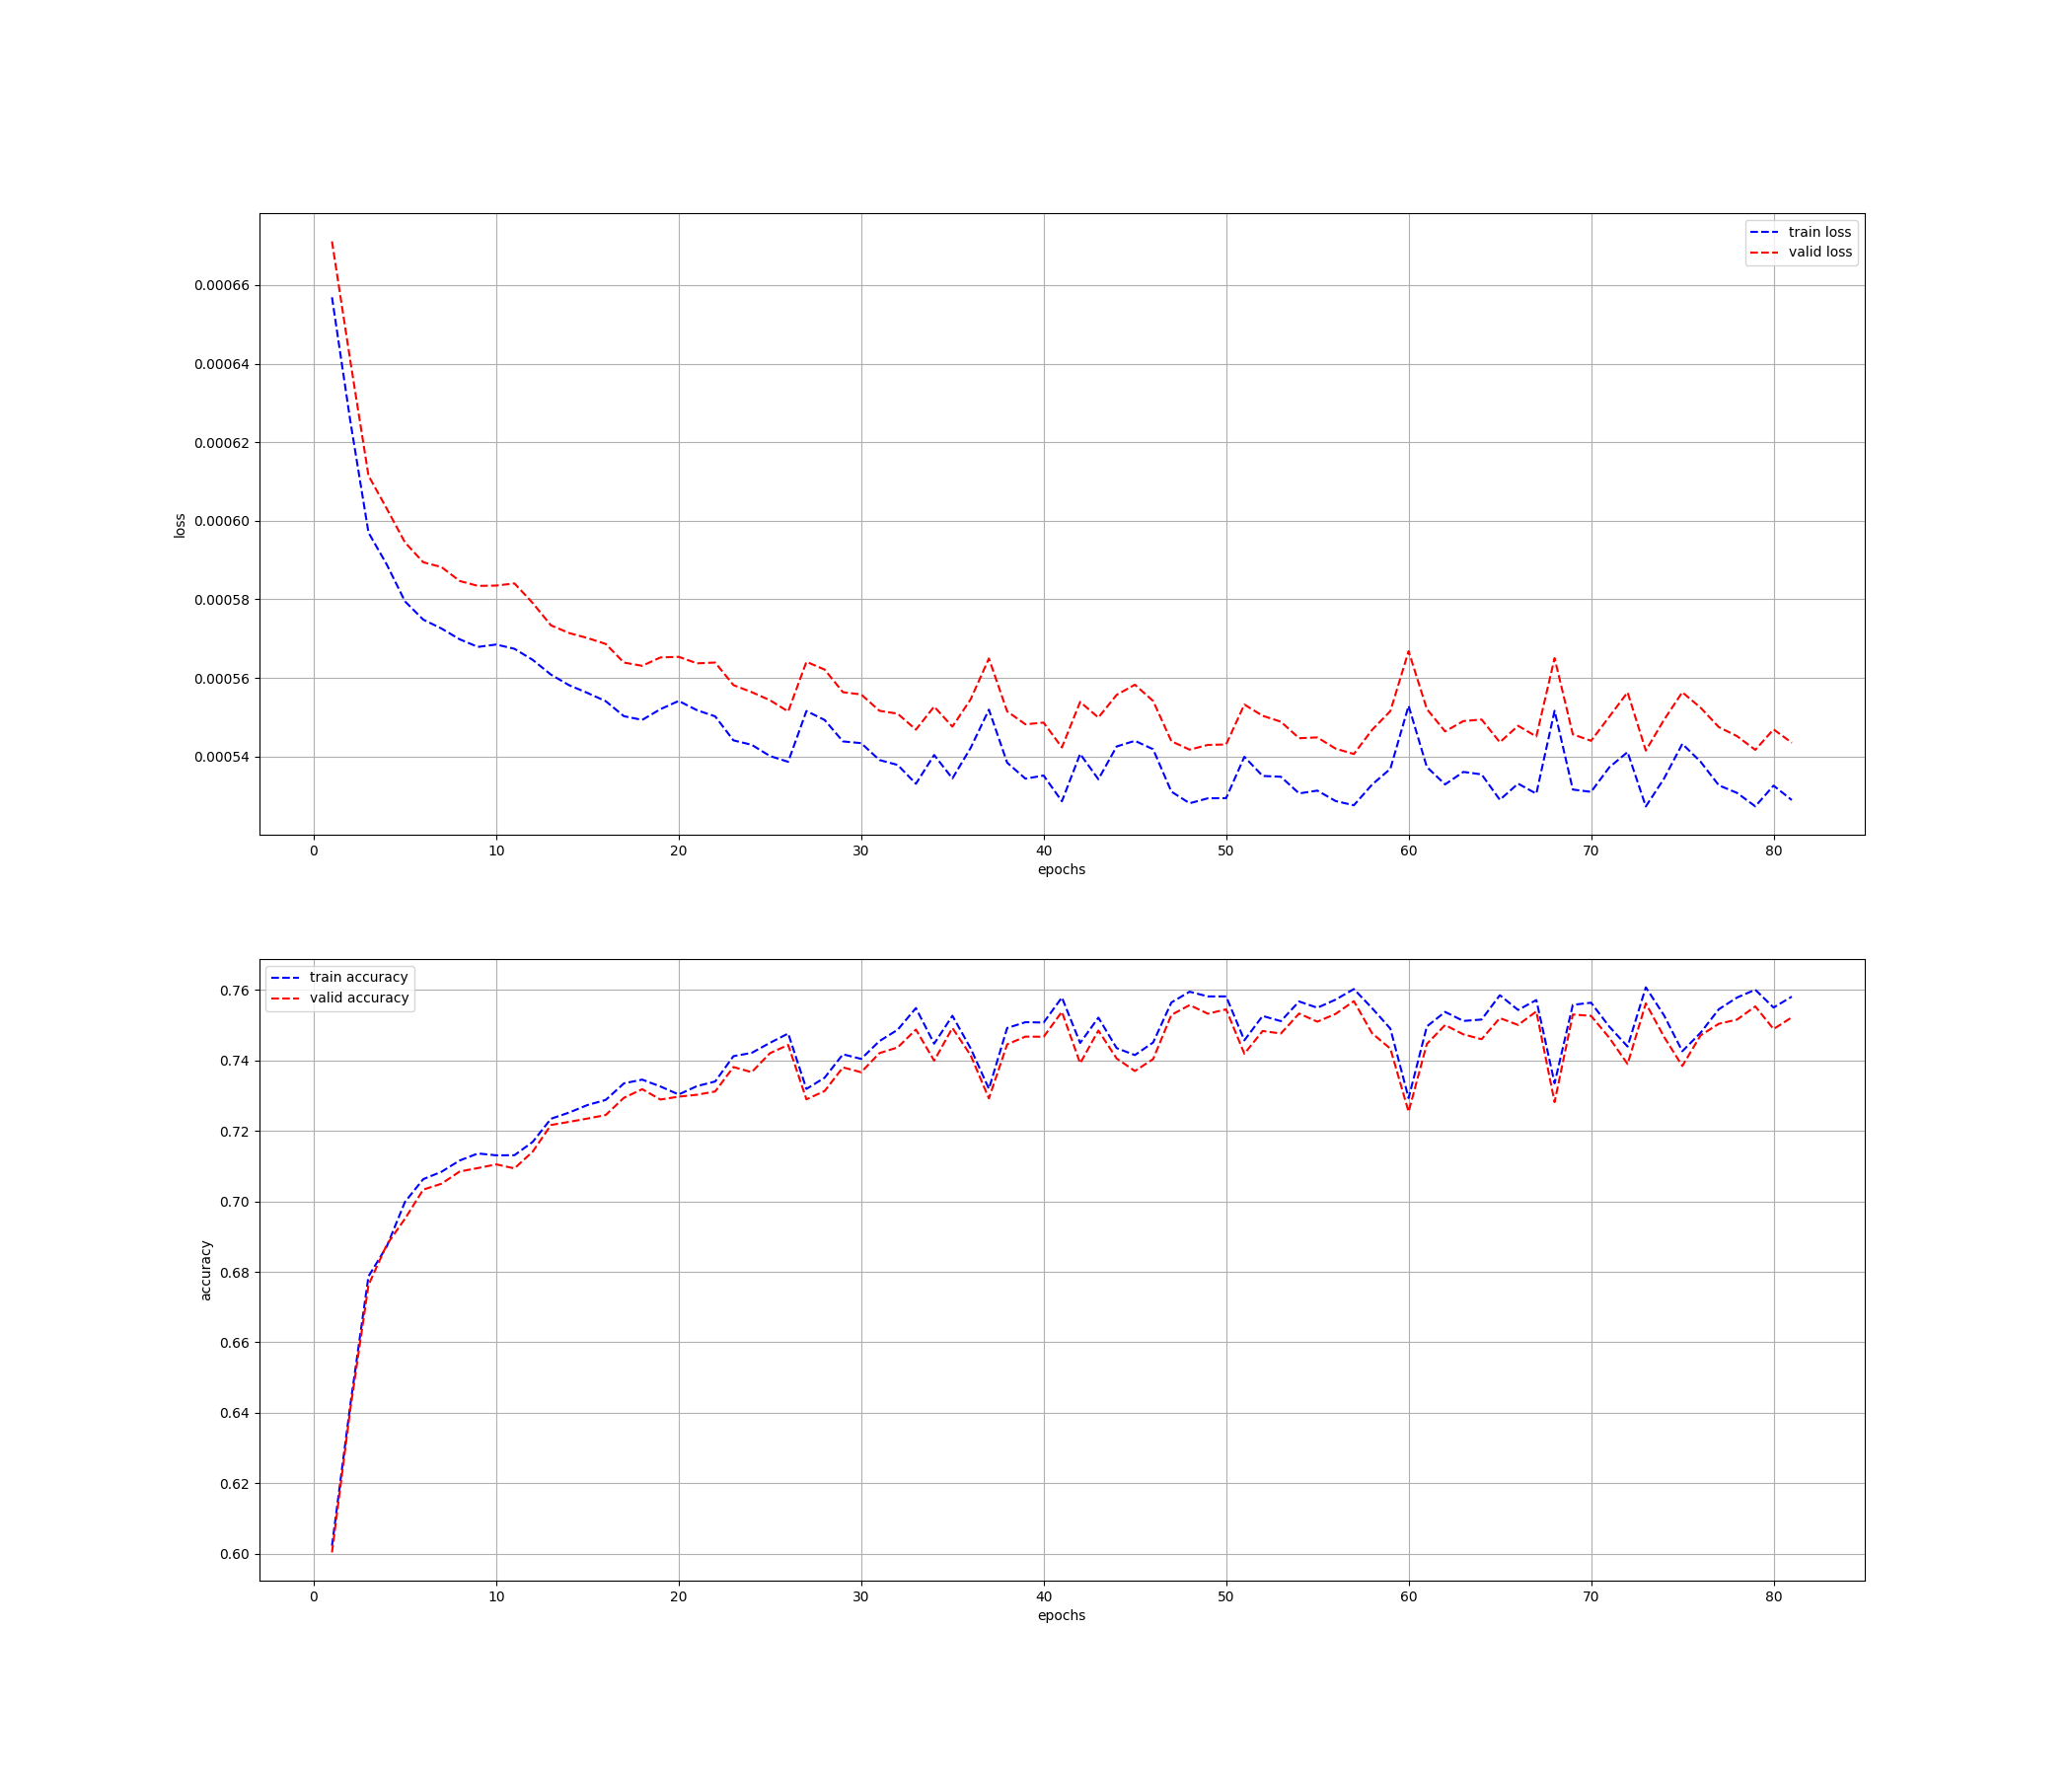 train loss
valid loss
0.00066
0.00064
0.00062
0.00060
0.00058
0.00056
0.00054
loss
0 10 20 30 40 50 60 70 80
epochs
train accuracy
valid accuracy
0.76
0.74
0.72
0.70
0.68
0.66
0.64
0.62
0.60
accuracy
0 10 20 30 40 50 60 70 80
epochs